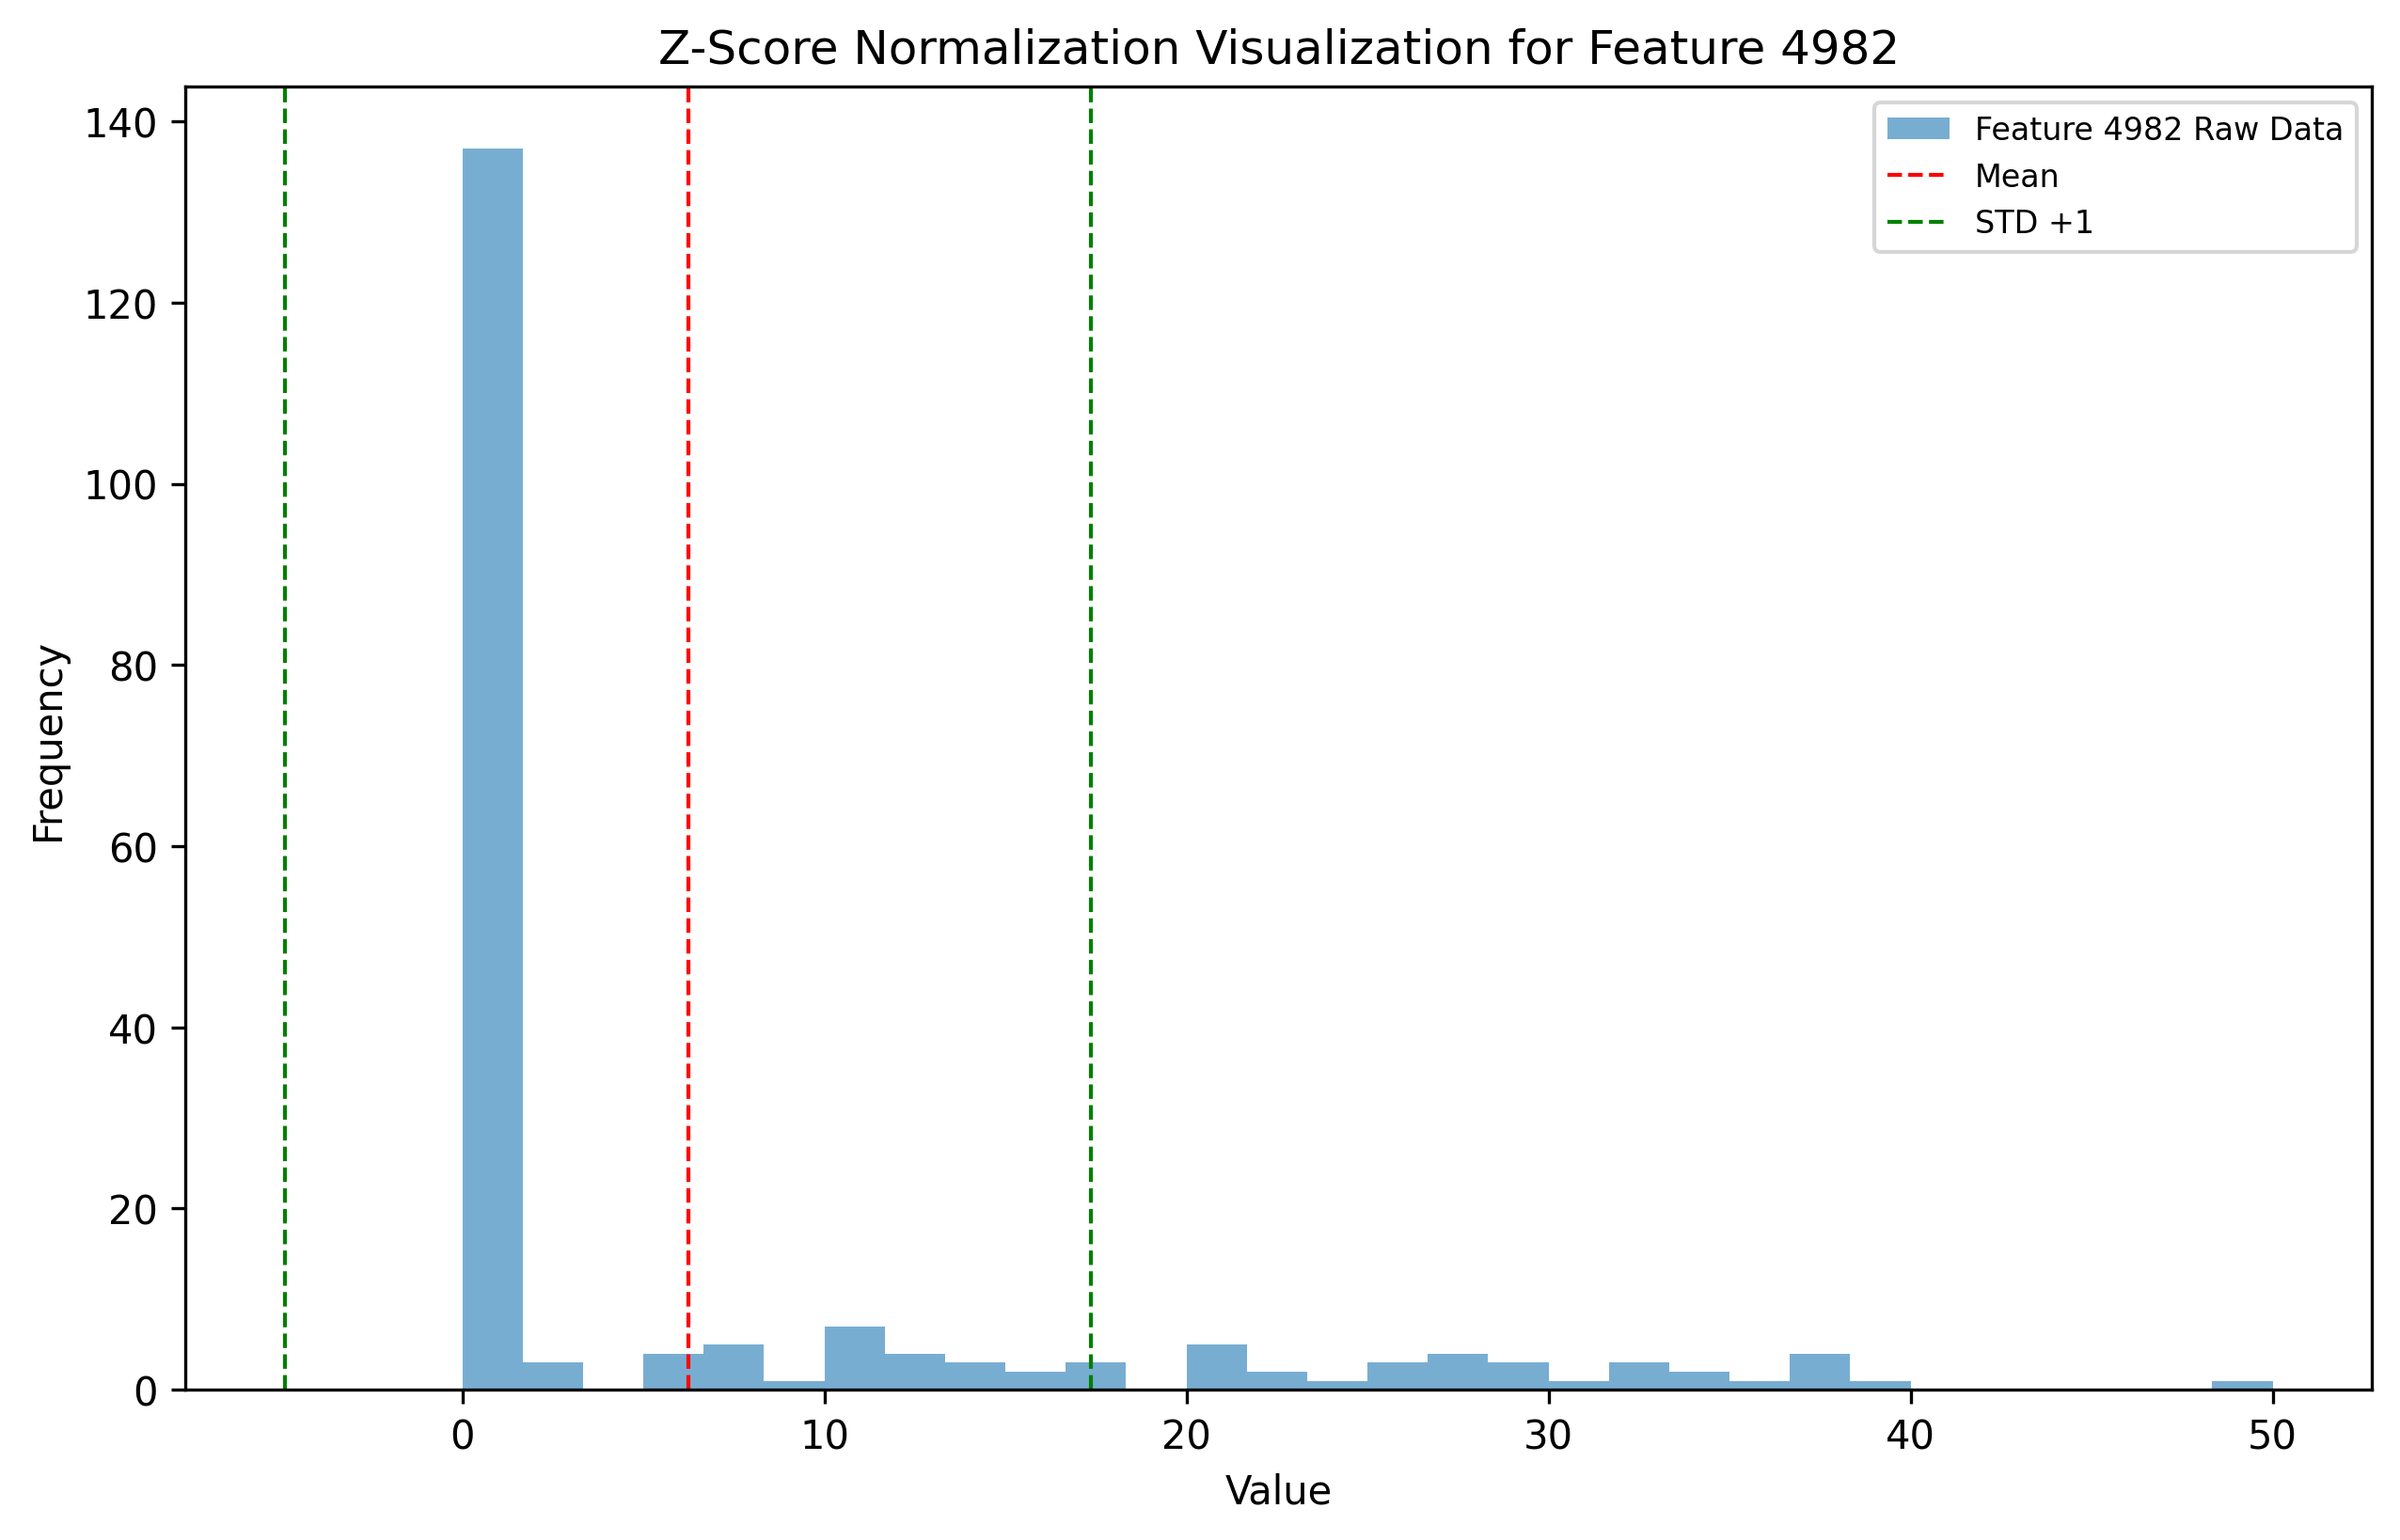 Z-Score Normalization Visualization for Feature 4982
Feature 4982 Raw Data
Mean
STD +1
140
120
100
80
60
40
20
0
Frequency
0 10 20 30 40 50
Value